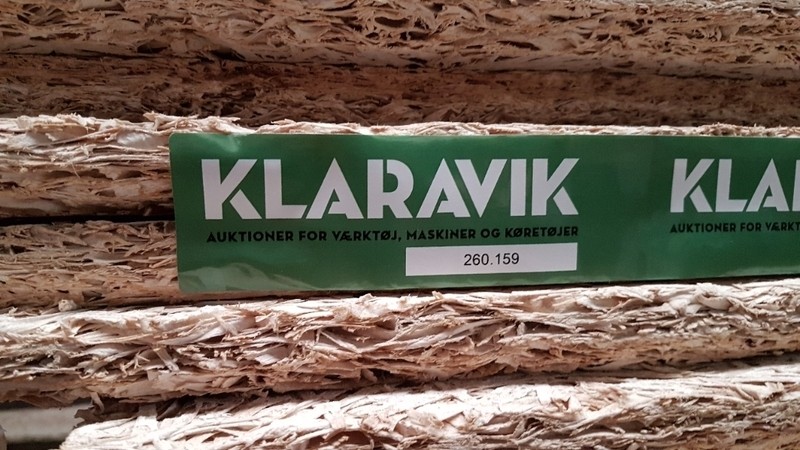 KLARAVIK
AUKTIONER FOR VÆRKTØJ, MASKINER OG KØRETØJER
260.159
KLA
AUKTIONER FOR VÆRKT